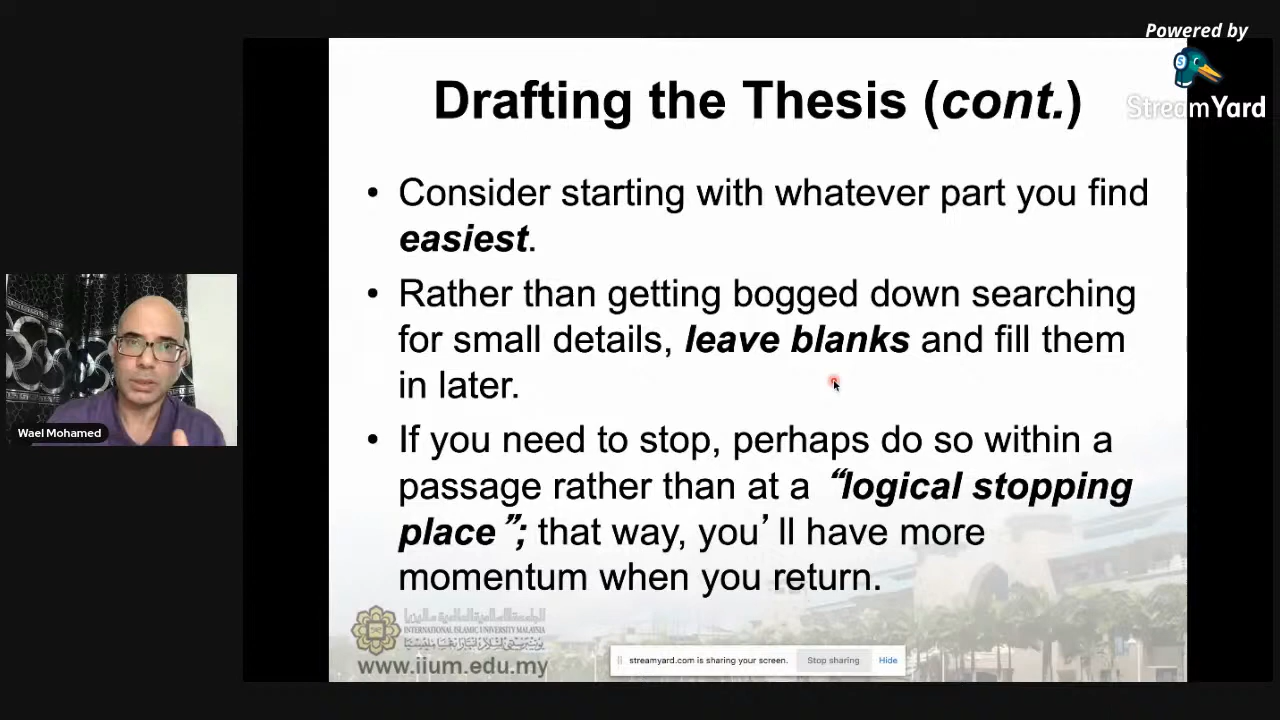 Powered by
StreamYard
Drafting the Thesis (cont.)
• Consider starting with whatever part you find
easiest.
• Rather than getting bogged down searching
for small details, leave blanks and fill them
in later.
• If you need to stop, perhaps do so within a
passage rather than at a “logical stopping
place”; that way, you’ll have more
momentum when you return.
Wael Mohamed
INTERNATIONAL ISLAMIC UNIVERSITY MALAYSIA
www.iium.edu.my
streamyard.com is sharing your screen.
Stop sharing
Hide